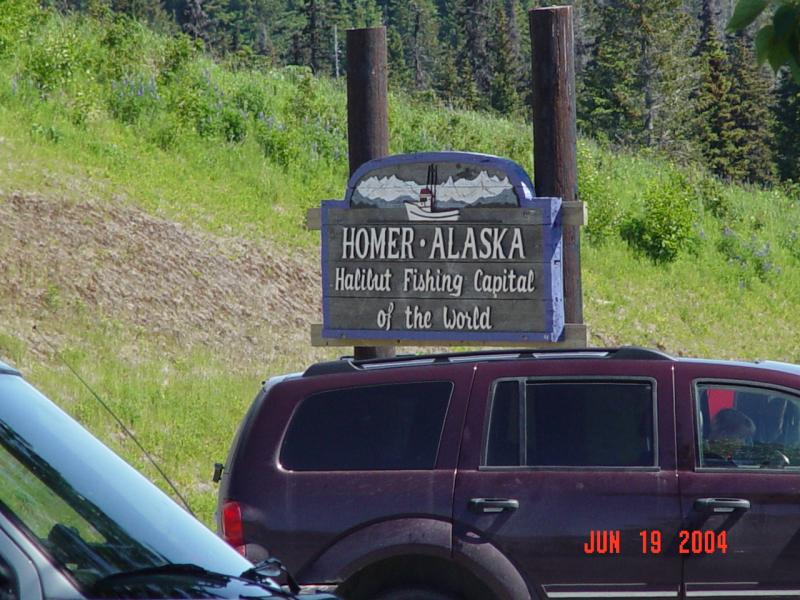 HOMER · ALASKA
Halibut Fishing Capital
of the World
JUN 19 2004